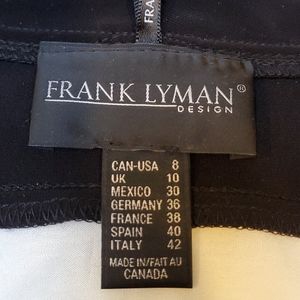 FRA
FRANK LYMAN®
DESIGN
CAN-USA 8
UK 10
MEXICO 30
GERMANY 36
FRANCE 38
SPAIN 40
ITALY 42
MADE IN/FAIT AU
CANADA